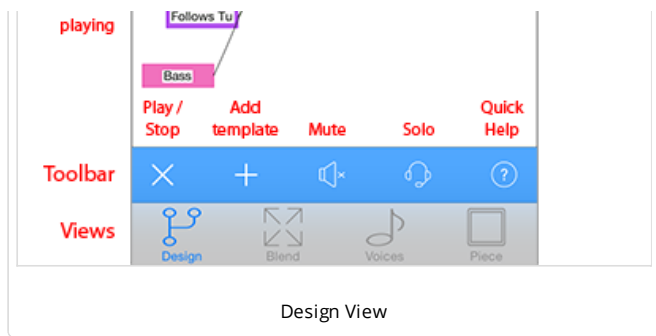 playing
Follows Tu
Bass
Play / Add Quick
Stop template Mute Solo Help
Toolbar
?
Views
Design Blend Voices Piece
Design View